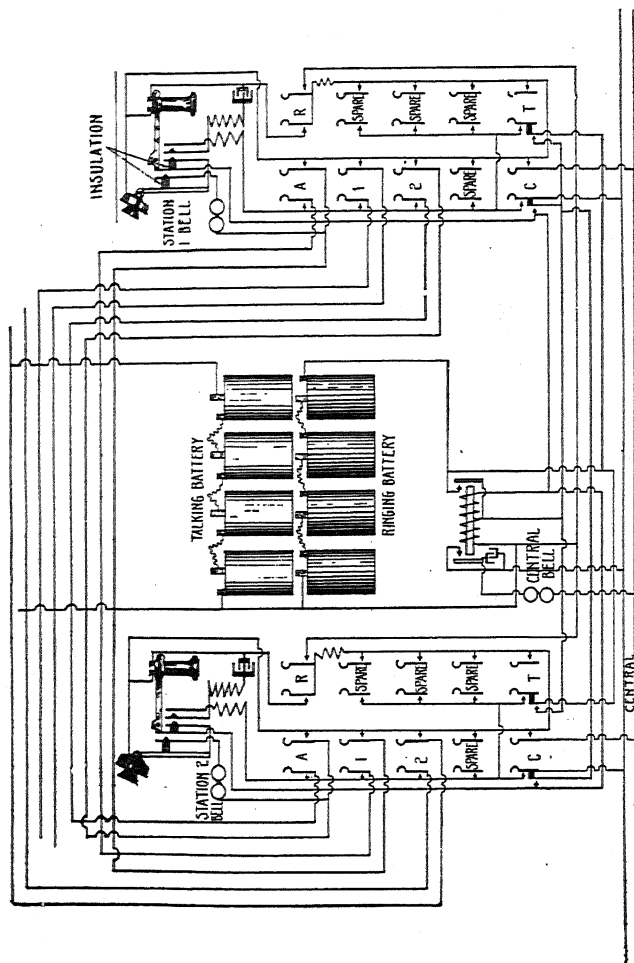 INSULATION
STATION
1 BELL
A
1
2
SPARE
C
R
SPARE
SPARE
SPARE
T
TALKING BATTERY
RINGING BATTERY
CENTRAL
BELL
STATION 2
BELL
A
1
2
SPARE
C
R
SPARE
SPARE
SPARE
T
CENTRAL